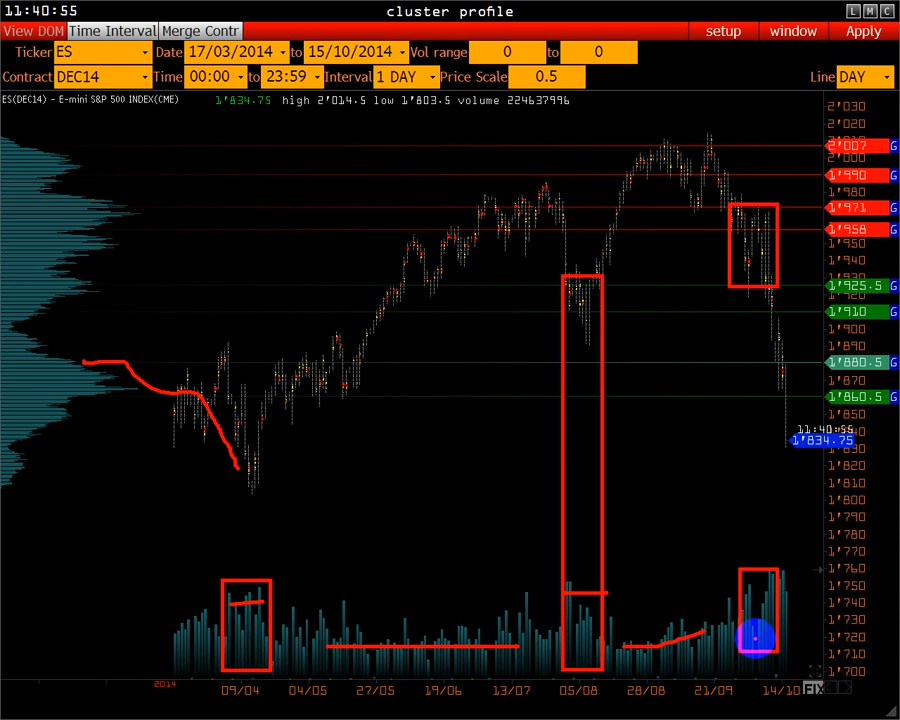 11:40:55 cluster profile L M C
View DOM Time Interval Merge Contr setup window Apply
Ticker ES Date 17/03/2014 to 15/10/2014 Vol range 0 to 0
Contract DEC14 Time 00:00 to 23:59 Interval 1 DAY Price Scale 0.5 Line DAY
ES(DEC14) - E-mini S&P 500 INDEX(CME) 1'834.75 high 2'014.5 low 1'803.5 volume 224637996
2'030
2'020
2'007 G
2'000
1'990 G
1'980
1'971 G
1'958 G
1'950
1'940
1'925.5 G
1'920
1'910 G
1'900
1'890
1'880.5 G
1'870
1'860.5 G
1'850
11:40:55
1'834.75
1'830
1'820
1'810
1'800
1'790
1'780
1'770
1'760
1'750
1'740
1'730
1'720
1'710
1'700
2014 09/04 04/05 27/05 19/06 13/07 05/08 28/08 21/09 14/10 FIX